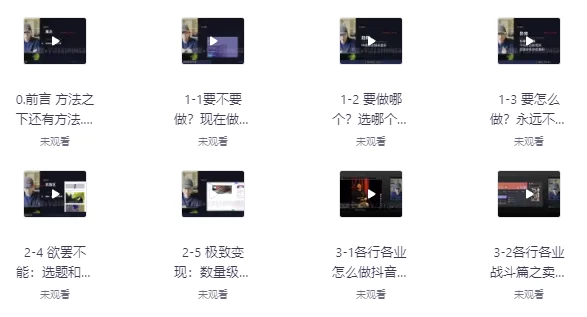 0.前言 方法之
下还有方法....
未观看
1-1要不要
做？现在做...
未观看
1-2 要做哪
个？选哪个...
未观看
1-3 要怎么
做？永远不...
未观看
2-4 欲罢不
能：选题和...
未观看
2-5 极致变
现：数量级...
未观看
3-1各行各业
怎么做抖音...
未观看
3-2各行各业
战斗篇之卖...
未观看